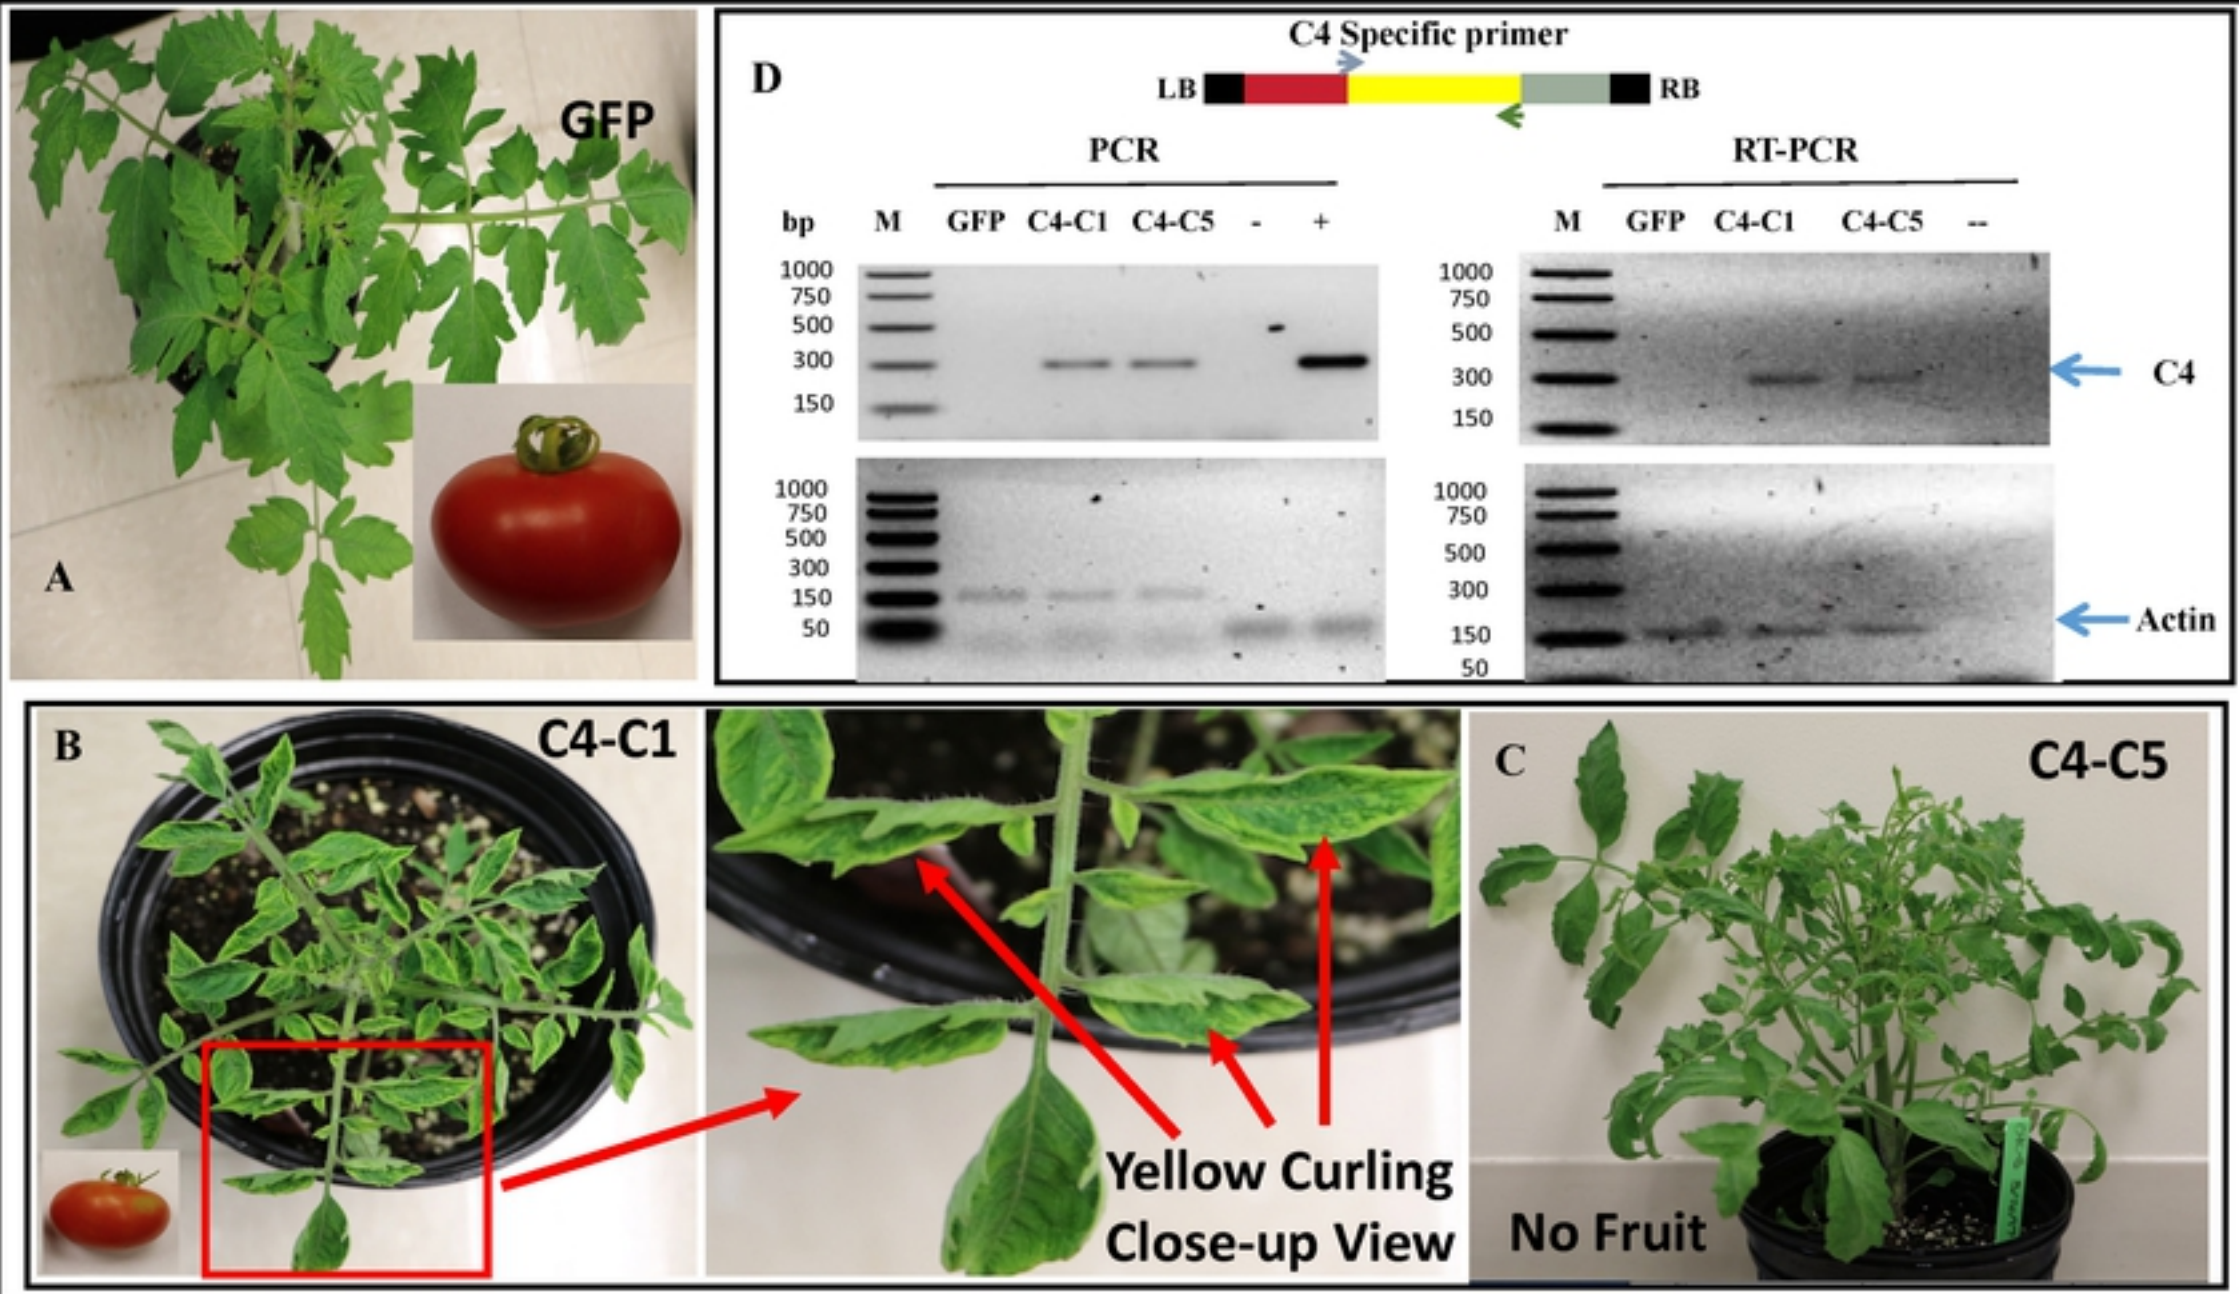 GFP
A
D
C4 Specific primer
LB
RB
PCR
bp M GFP C4-C1 C4-C5 - +
1000
750
500
300
150
1000
750
500
300
150
50
RT-PCR
M GFP C4-C1 C4-C5 --
1000
750
500
300
150
C4
1000
750
500
300
150
50
Actin
B
C4-C1
Yellow Curling
Close-up View
C
C4-C5
No Fruit